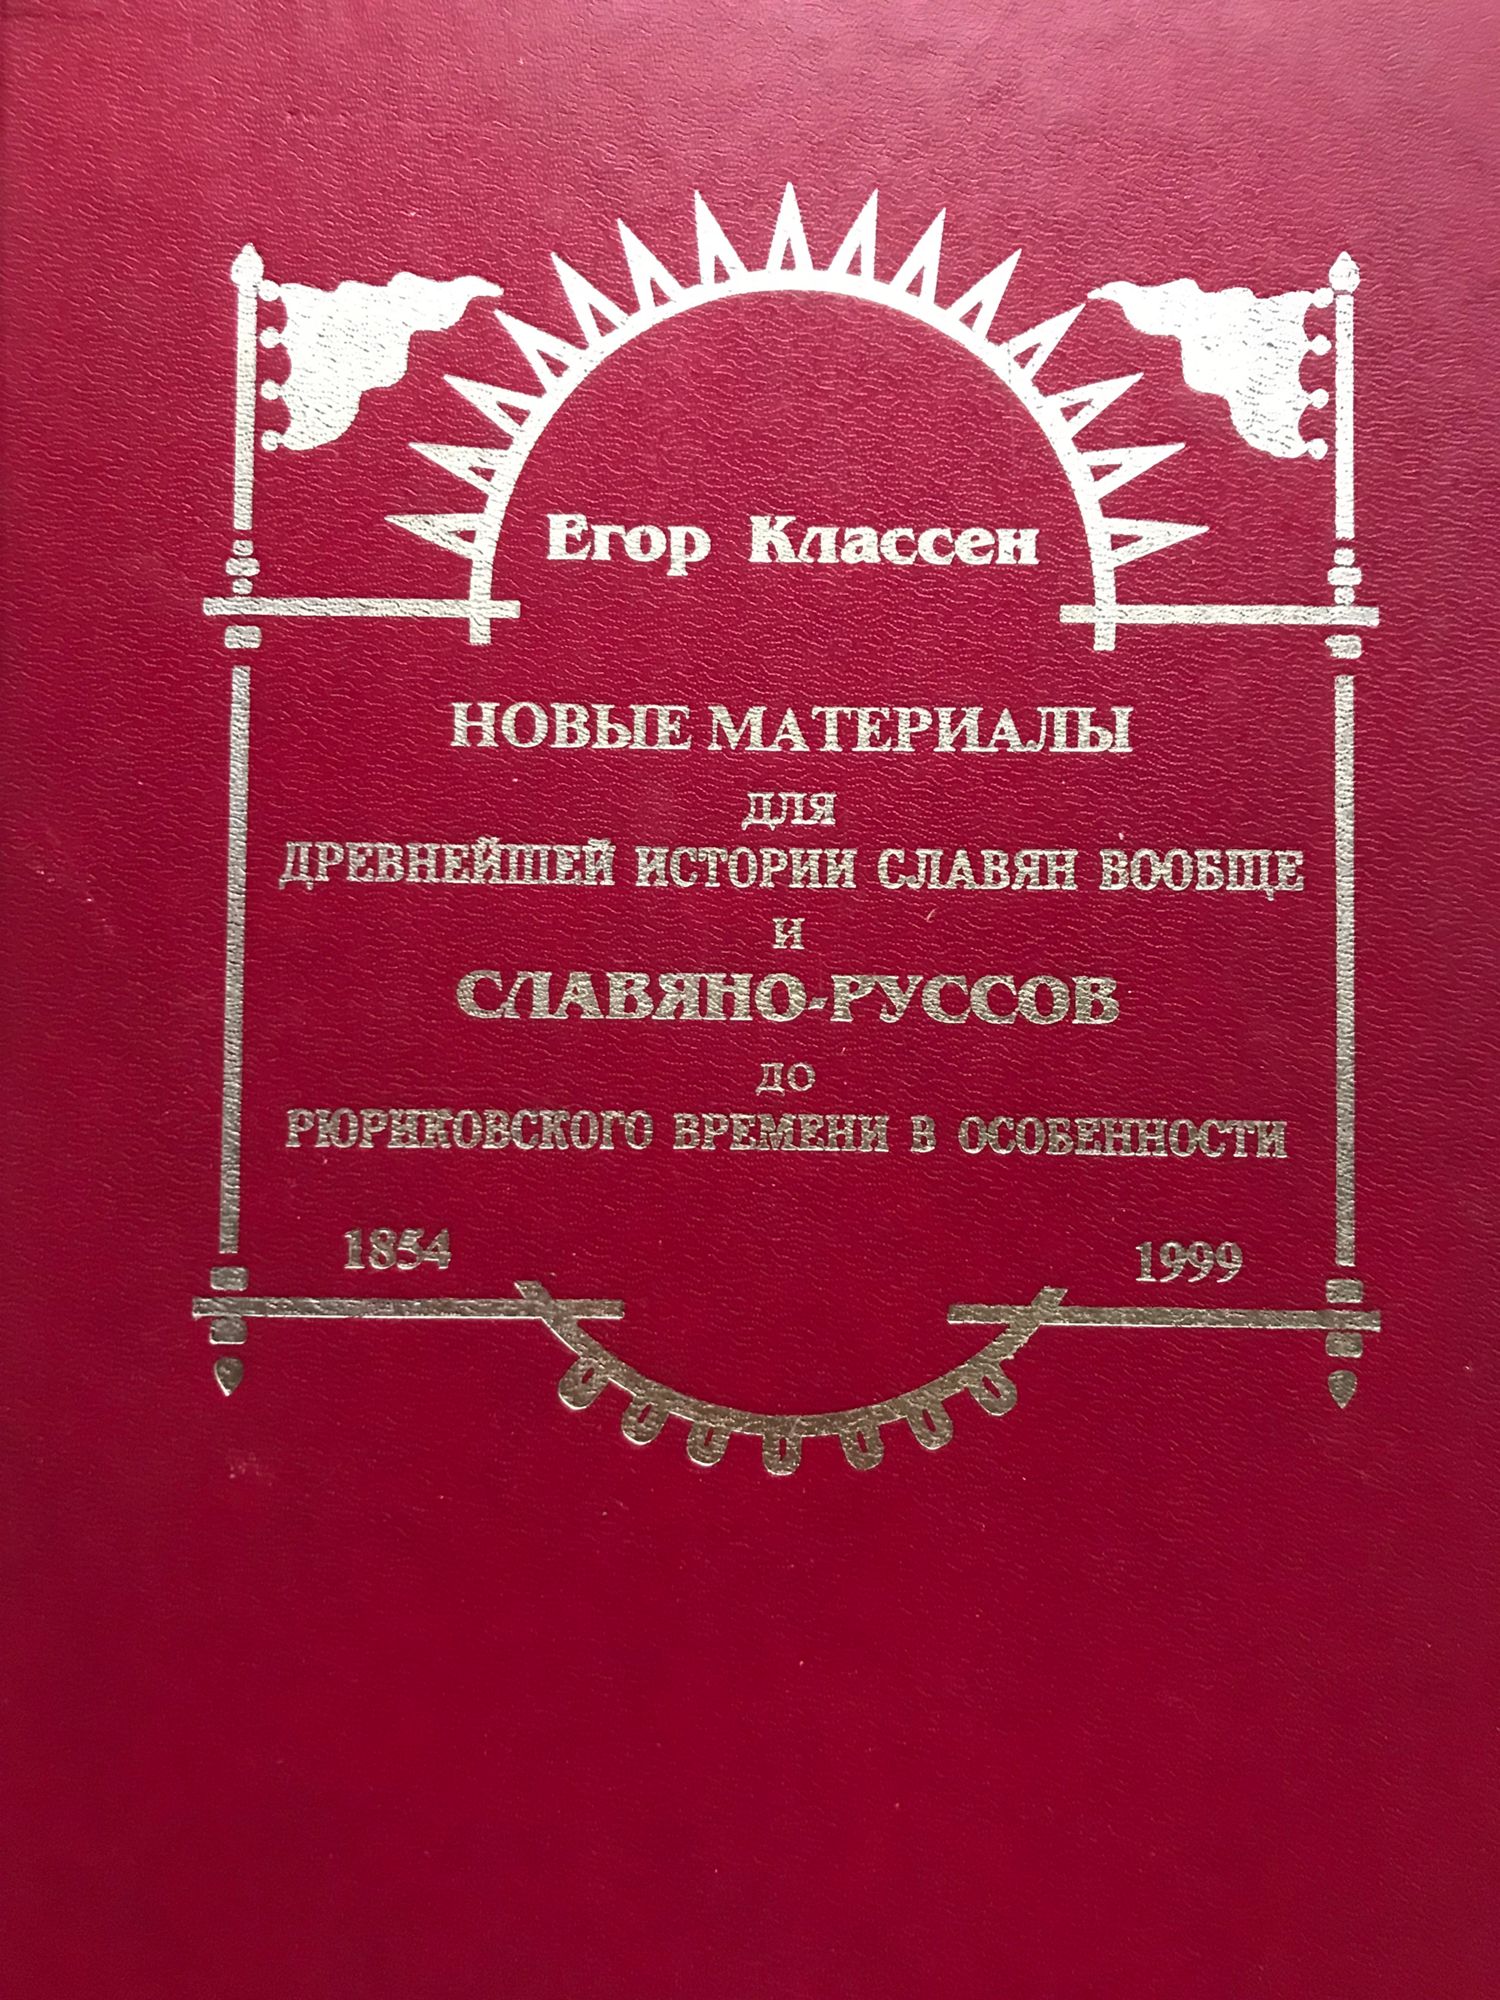 Егор Классен
НОВЫЕ МАТЕРИАЛЫ
ДЛЯ
ДРЕВНЕЙШЕЙ ИСТОРИИ СЛАВЯН ВООБЩЕ
И
СЛАВЯНО-РУССОВ
ДО
РЮРИКОВСКОГО ВРЕМЕНИ В ОСОБЕННОСТИ
1854 1999